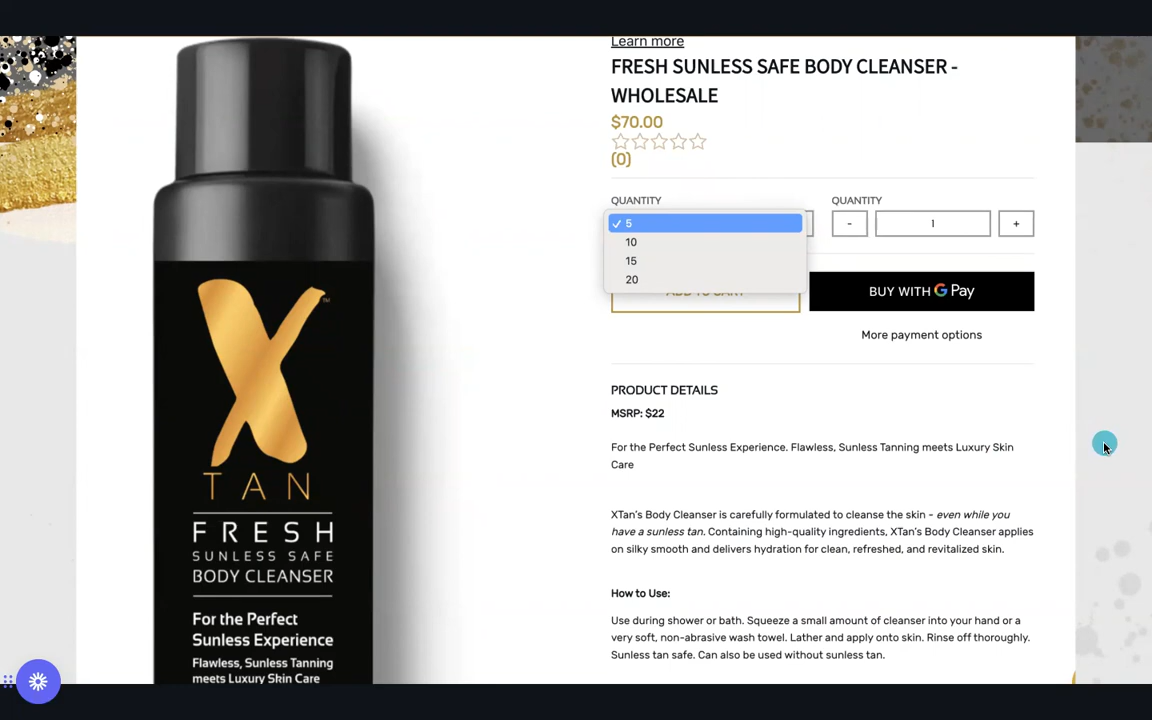 Learn more
FRESH SUNLESS SAFE BODY CLEANSER -
WHOLESALE
$70.00
(0)
QUANTITY
QUANTITY
✓ 5
10
15
20
- 1 +
ADD TO CART
BUY WITH G Pay
More payment options
PRODUCT DETAILS
MSRP: $22
For the Perfect Sunless Experience. Flawless, Sunless Tanning meets Luxury Skin
Care
XTan's Body Cleanser is carefully formulated to cleanse the skin - even while you
have a sunless tan. Containing high-quality ingredients, XTan's Body Cleanser applies
on silky smooth and delivers hydration for clean, refreshed, and revitalized skin.
How to Use:
Use during shower or bath. Squeeze a small amount of cleanser into your hand or a
very soft, non-abrasive wash towel. Lather and apply onto skin. Rinse off thoroughly.
Sunless tan safe. Can also be used without sunless tan.
X™
TAN
FRESH
SUNLESS SAFE
BODY CLEANSER
For the Perfect
Sunless Experience
Flawless, Sunless Tanning
meets Luxury Skin Care